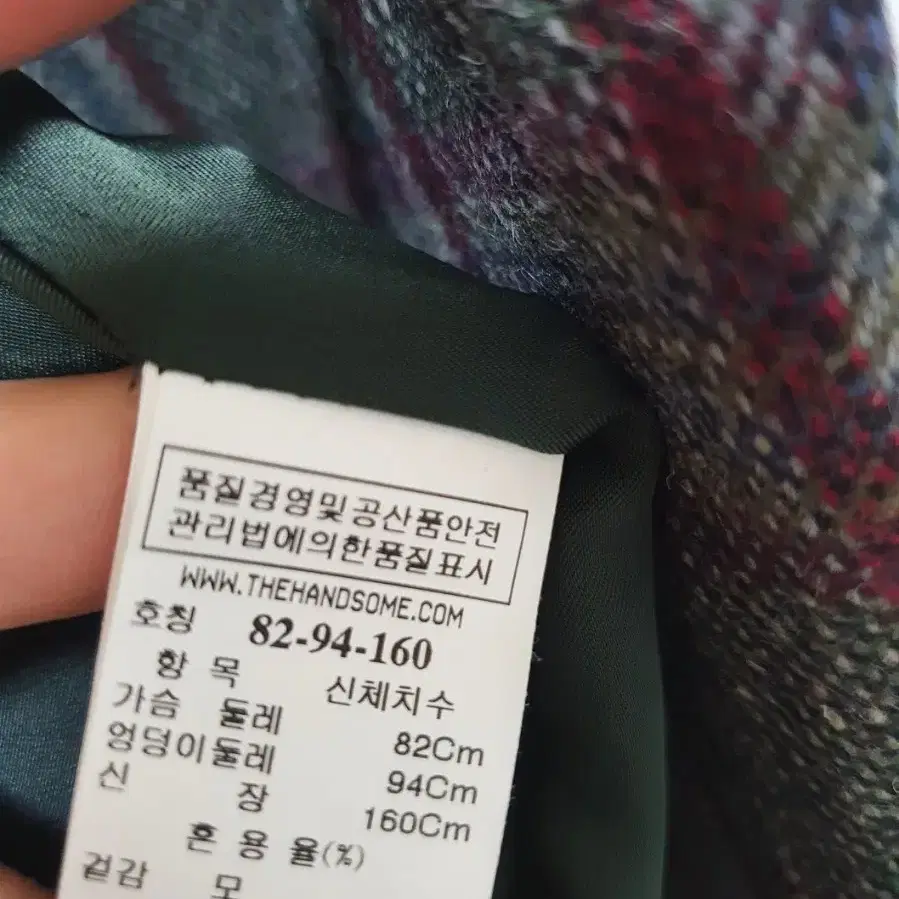 품질경영및공산품안전
관리법에의한품질표시
WWW.THEHANDSOME.COM
호칭 82-94-160
항 목 신체치수
가슴 둘레 82Cm
엉덩이둘레 94Cm
신 장 160Cm
혼 용 율(%)
겉감 모